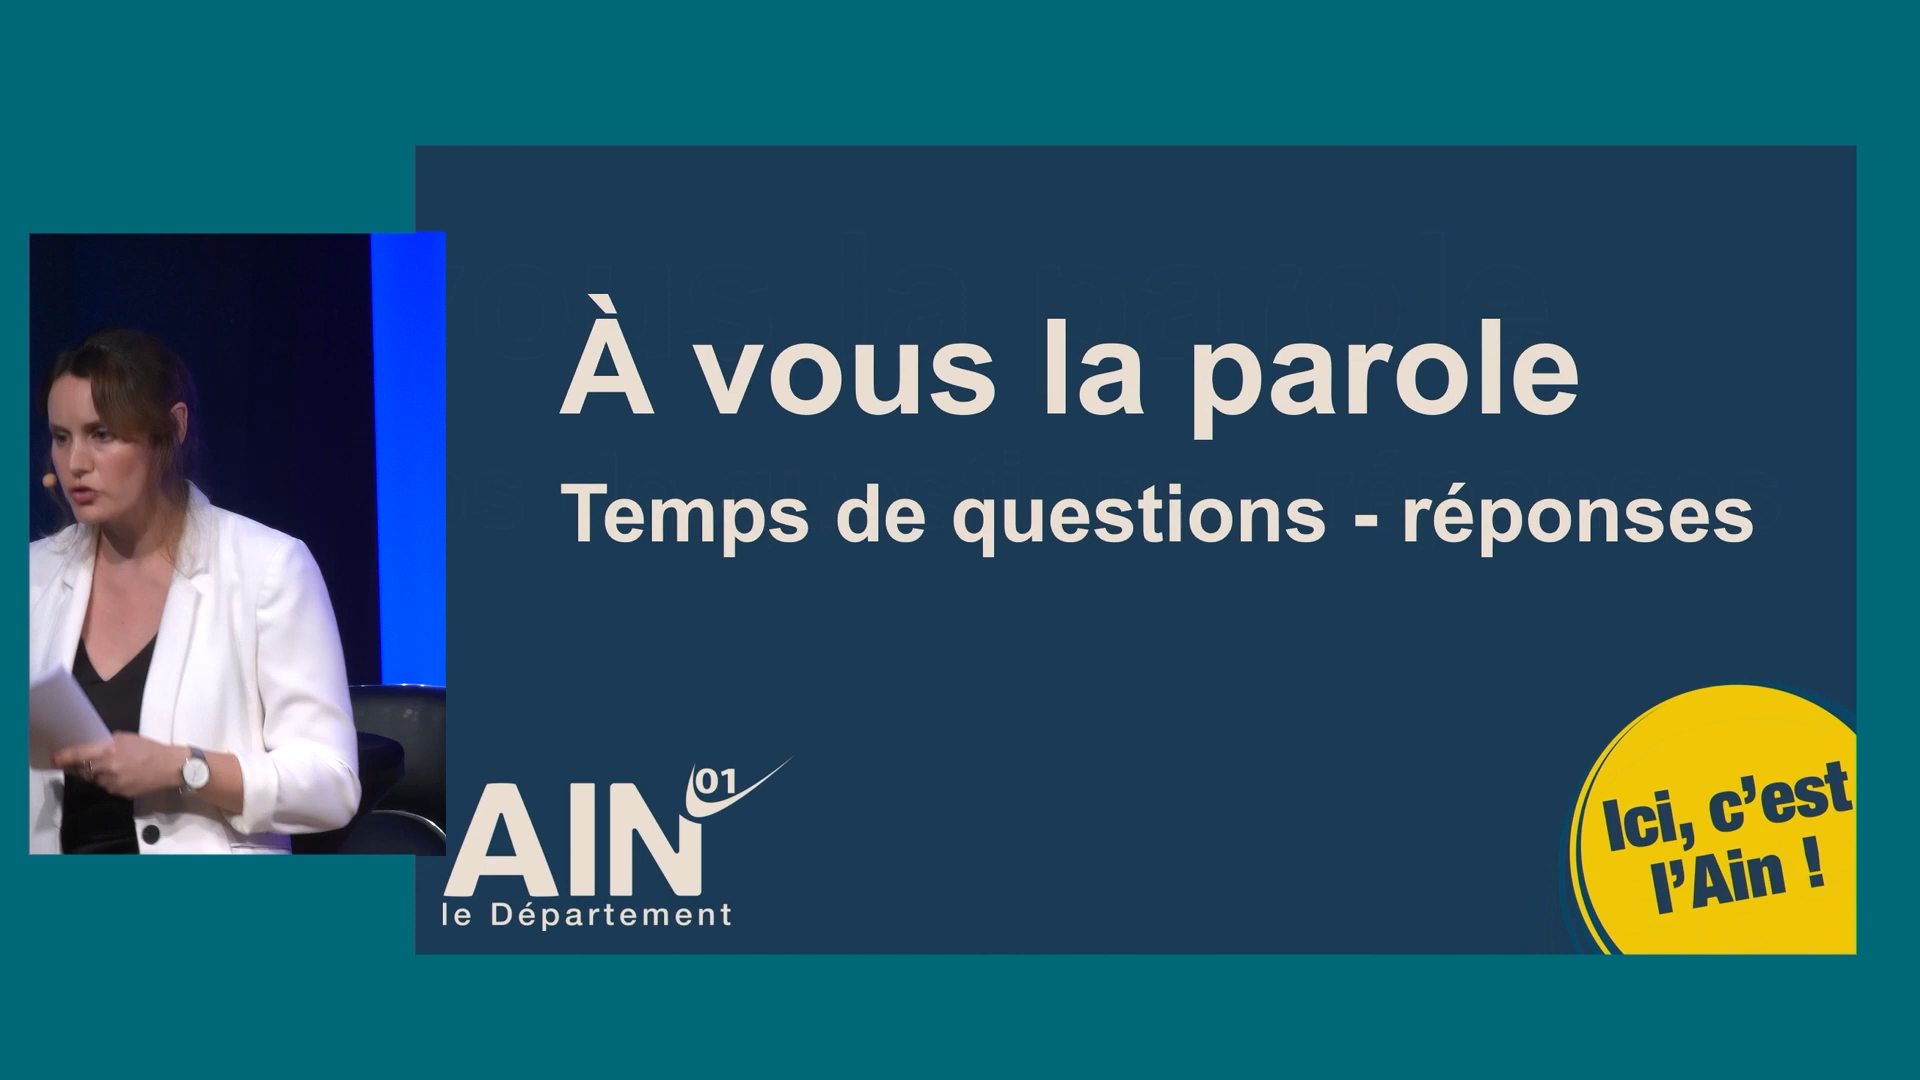 À vous la parole
Temps de questions - réponses
AIN 01
le Département
Ici, c'est
l'Ain !